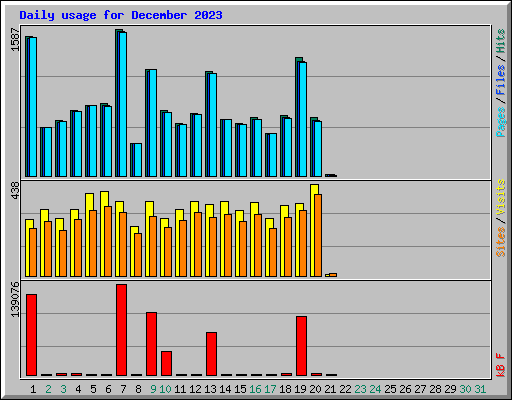 Daily usage for December 2023
1587
Pages / Files / Hits
438
Sites / Visits
139076
kB F
1 2 3 4 5 6 7 8 9 10 11 12 13 14 15 16 17 18 19 20 21 22 23 24 25 26 27 28 29 30 31